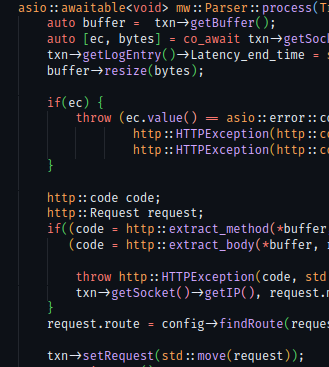 asio::awaitable<void> mw::Parser::process(T
auto buffer = txn->getBuffer();
auto [ec, bytes] = co_await txn->getSoc
txn->getLogEntry()->Latency_end_time =
buffer->resize(bytes);
if(ec) {
throw (ec.value() == asio::error::c
http::HTTPException(http::c
http::HTTPException(http::c
}
http::code code;
http::Request request;
if((code = http::extract_method(*buffer
(code = http::extract_body(*buffer,
throw http::HTTPException(code, std
txn->getSocket()->getIP(), request.
}
request.route = config->findRoute(reque
txn->setRequest(std::move(request));